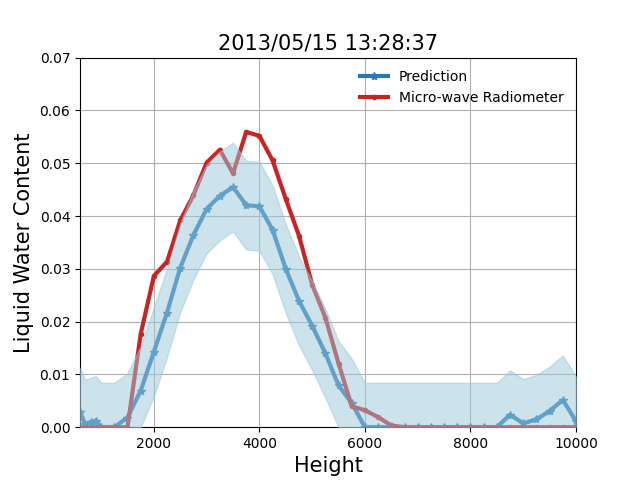 2013/05/15 13:28:37
0.07
0.06
0.05
0.04
0.03
0.02
0.01
0.00
Liquid Water Content
Prediction
Micro-wave Radiometer
2000 4000 6000 8000 10000
Height